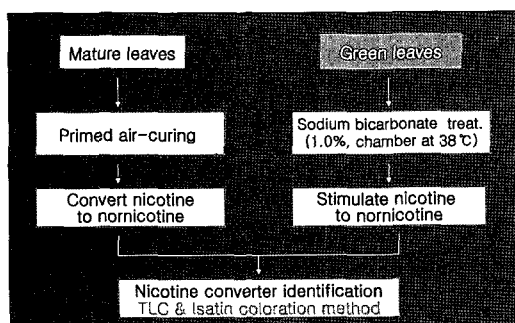 Mature leaves
Green leaves
Primed air-curing
Sodium bicarbonate treat.
(1.0%, chamber at 38℃)
Convert nicotine
to nornicotine
Stimulate nicotine
to nornicotine
Nicotine converter identification
TLC & Isatin coloration method